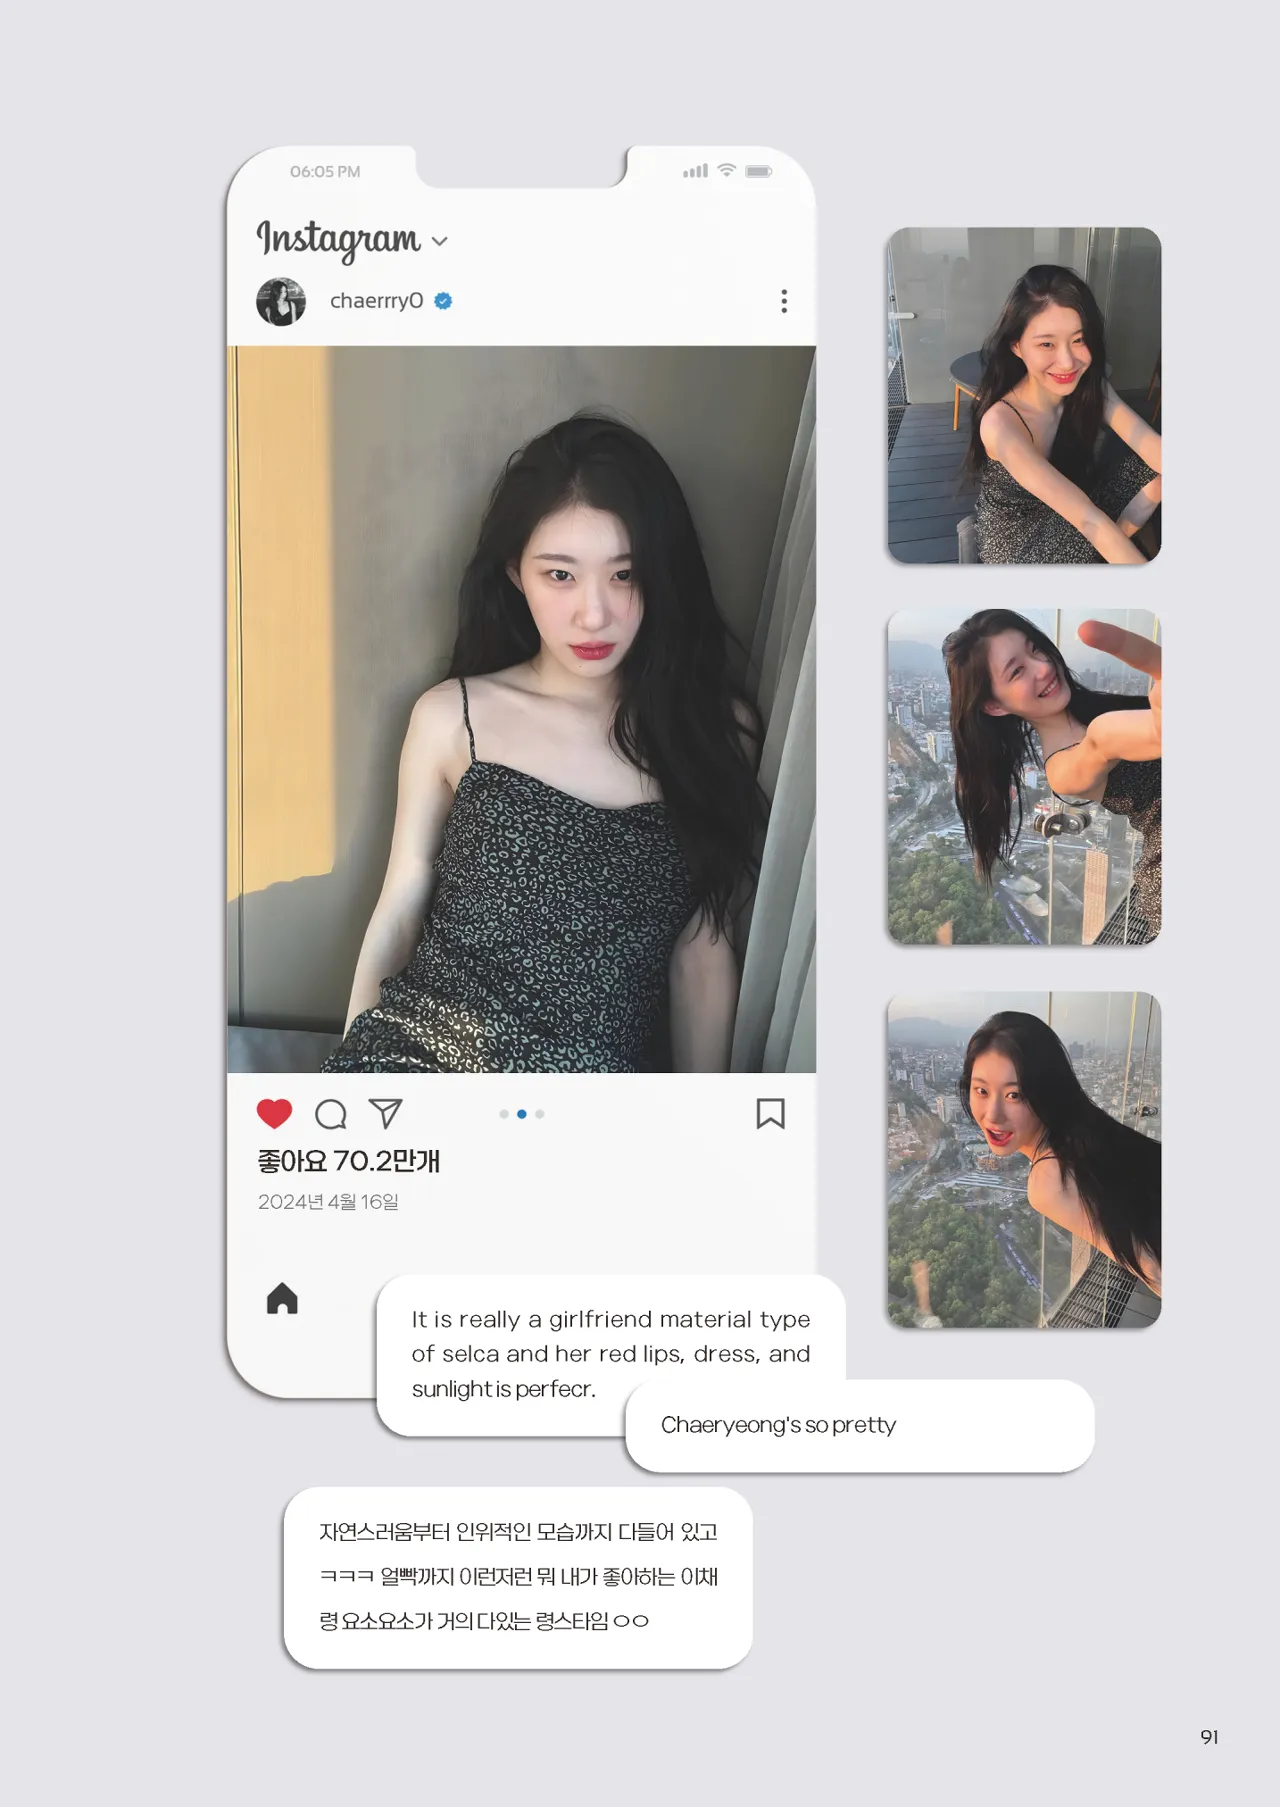 06:05 PM
Instagram
chaerrry0
좋아요 70.2만개
2024년 4월 16일
It is really a girlfriend material type
of selca and her red lips, dress, and
sunlight is perfecr.
Chaeryeong's so pretty
자연스러움부터 인위적인 모습까지 다들어 있고
ㅋㅋㅋ 얼빡까지 이런저런 뭐 내가 좋아하는 이채
령 요소요소가 거의 다있는 령스타임 ㅇㅇ
91